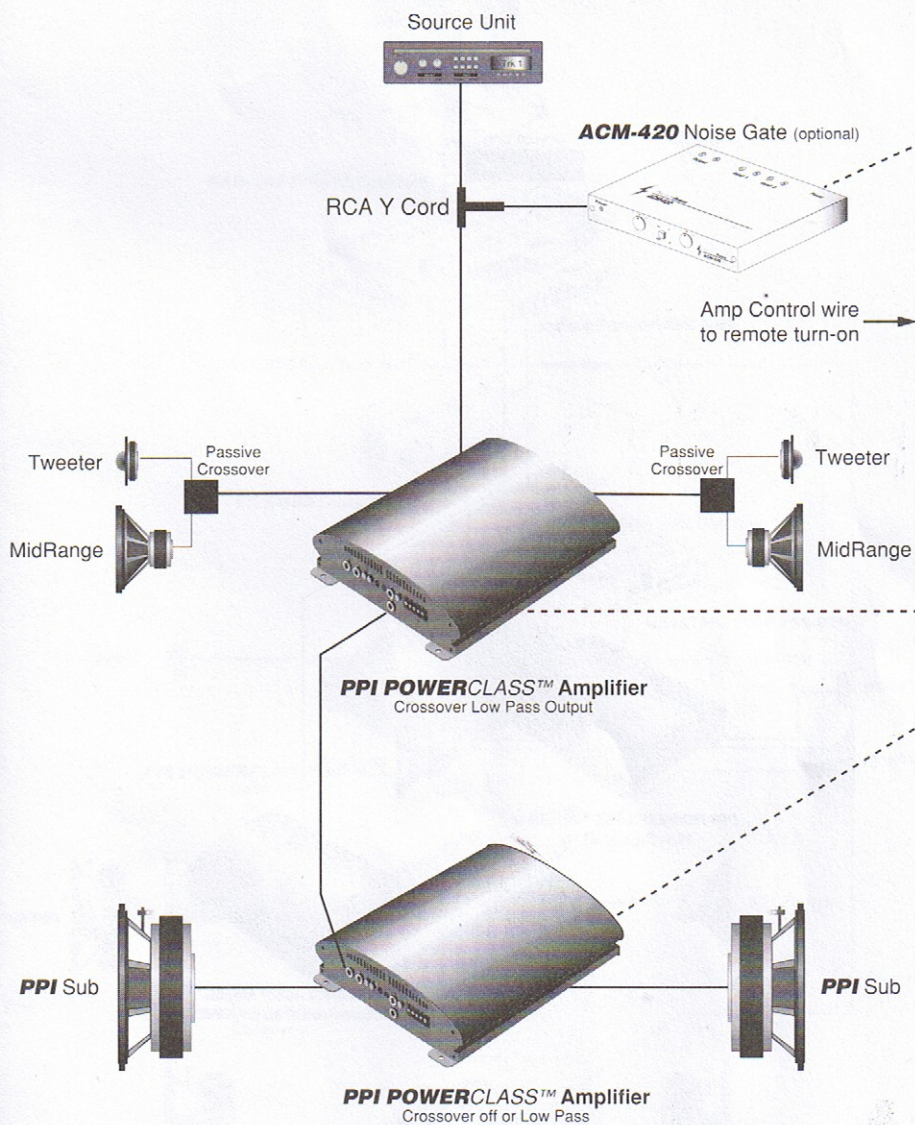 Source Unit
Trk 1
ACM-420 Noise Gate (optional)
RCA Y Cord
Amp Control wire
to remote turn-on
Tweeter
Passive
Crossover
MidRange
Passive
Crossover
Tweeter
MidRange
PPI POWERCLASS™ Amplifier
Crossover Low Pass Output
PPI Sub
PPI Sub
PPI POWERCLASS™ Amplifier
Crossover off or Low Pass